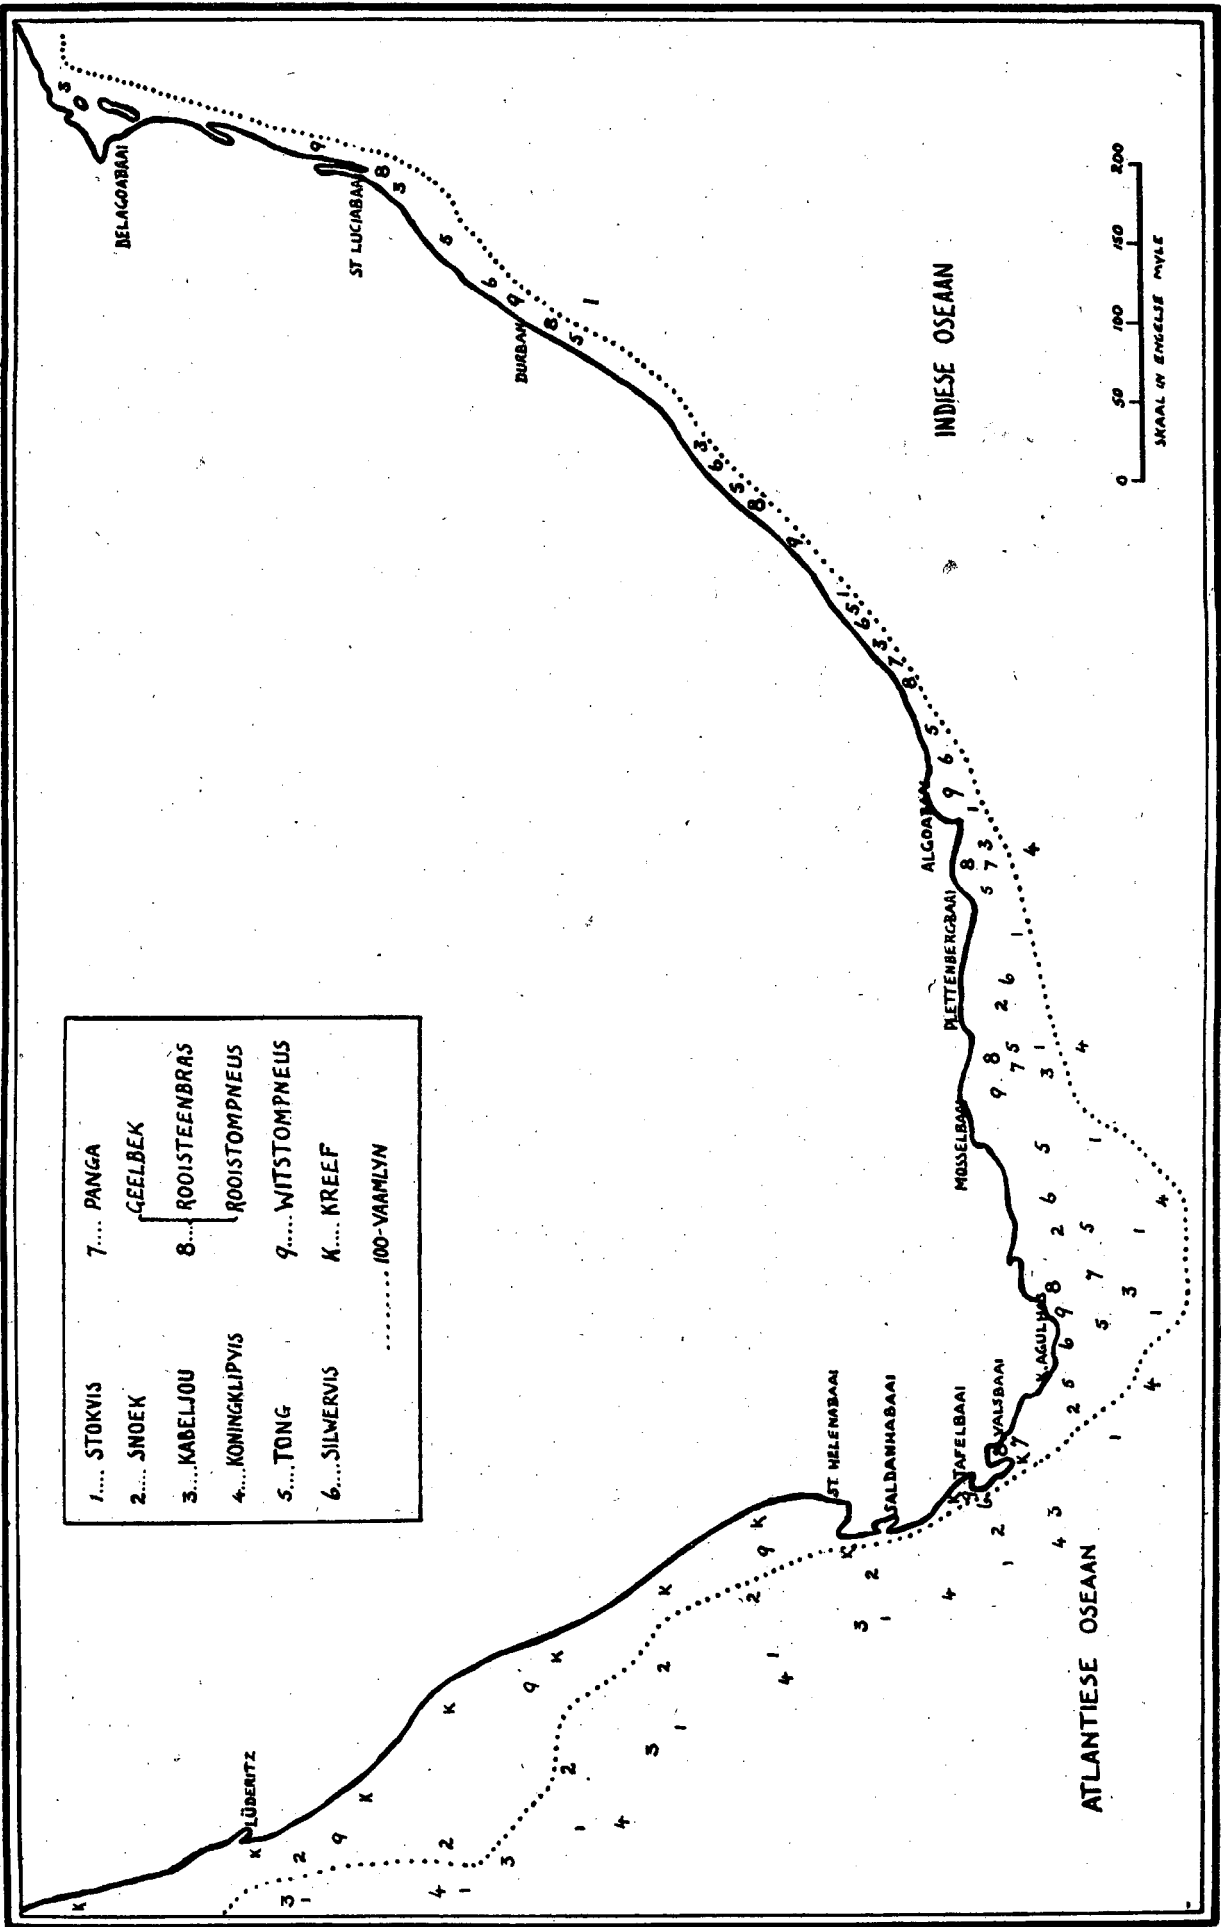 1.... STOKVIS
2.... SNOEK
3.... KABELJOU
4.... KONINGKLIPVIS
5.... TONG
6.... SILWERVIS
7.... PANGA
GEELBEK
8.... ROOISTEENBRAS
ROOISTOMPNEUS
9..... WITSTOMPNEUS
K.... KREEF
......... 100-VAAMLYN
DELAGOABAAI
ST LUCIABAAI
DURBAN
ALGOABAAI
PLETTENBERGBAAI
MOSSELBAAI
K. AGULHAS
VALSBAAI
TAFELBAAI
SALDANHABAAI
ST HELENABAAI
LÜDERITZ
INDIESE OSEAAN
ATLANTIESE OSEAAN
0 50 100 150 200
SKAAL IN ENGELSE MYLE